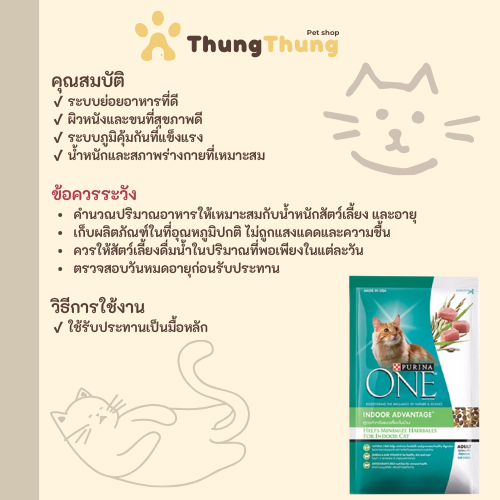 Pet shop
ThungThung
คุณสมบัติ
✓ ระบบย่อยอาหารที่ดี
✓ ผิวหนังและขนที่สุขภาพดี
✓ ระบบภูมิคุ้มกันที่แข็งแรง
✓ น้ำหนักและสภาพร่างกายที่เหมาะสม
ข้อควรระวัง
• คำนวณปริมาณอาหารให้เหมาะสมกับน้ำหนักสัตว์เลี้ยง และอายุ
• เก็บผลิตภัณฑ์ในที่อุณหภูมิปกติ ไม่ถูกแสงแดดและความชื้น
• ควรให้สัตว์เลี้ยงดื่มน้ำในปริมาณที่พอเพียงในแต่ละวัน
• ตรวจสอบวันหมดอายุก่อนรับประทาน
วิธีการใช้งาน
✓ ใช้รับประทานเป็นมื้อหลัก
PURINA
ONE
INDOOR ADVANTAGE
HELPS MINIMIZE HAIRBALLS
FOR INDOOR CAT
ADULT